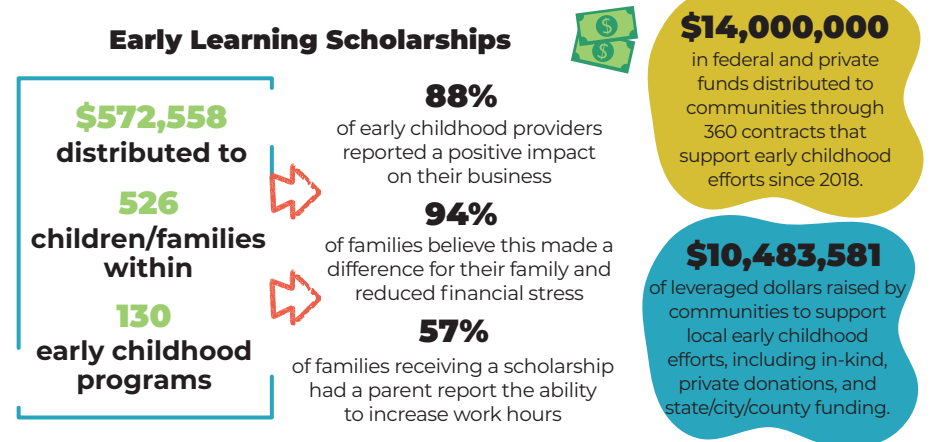 Early Learning Scholarships
$572,558
distributed to
526
children/families
within
130
early childhood
programs
88%
of early childhood providers
reported a positive impact
on their business
94%
of families believe this made a
difference for their family and
reduced financial stress
57%
of families receiving a scholarship
had a parent report the ability
to increase work hours
$ $
$14,000,000
in federal and private
funds distributed to
communities through
360 contracts that
support early childhood
efforts since 2018.
$10,483,581
of leveraged dollars raised by
communities to support
local early childhood
efforts, including in-kind,
private donations, and
state/city/county funding.